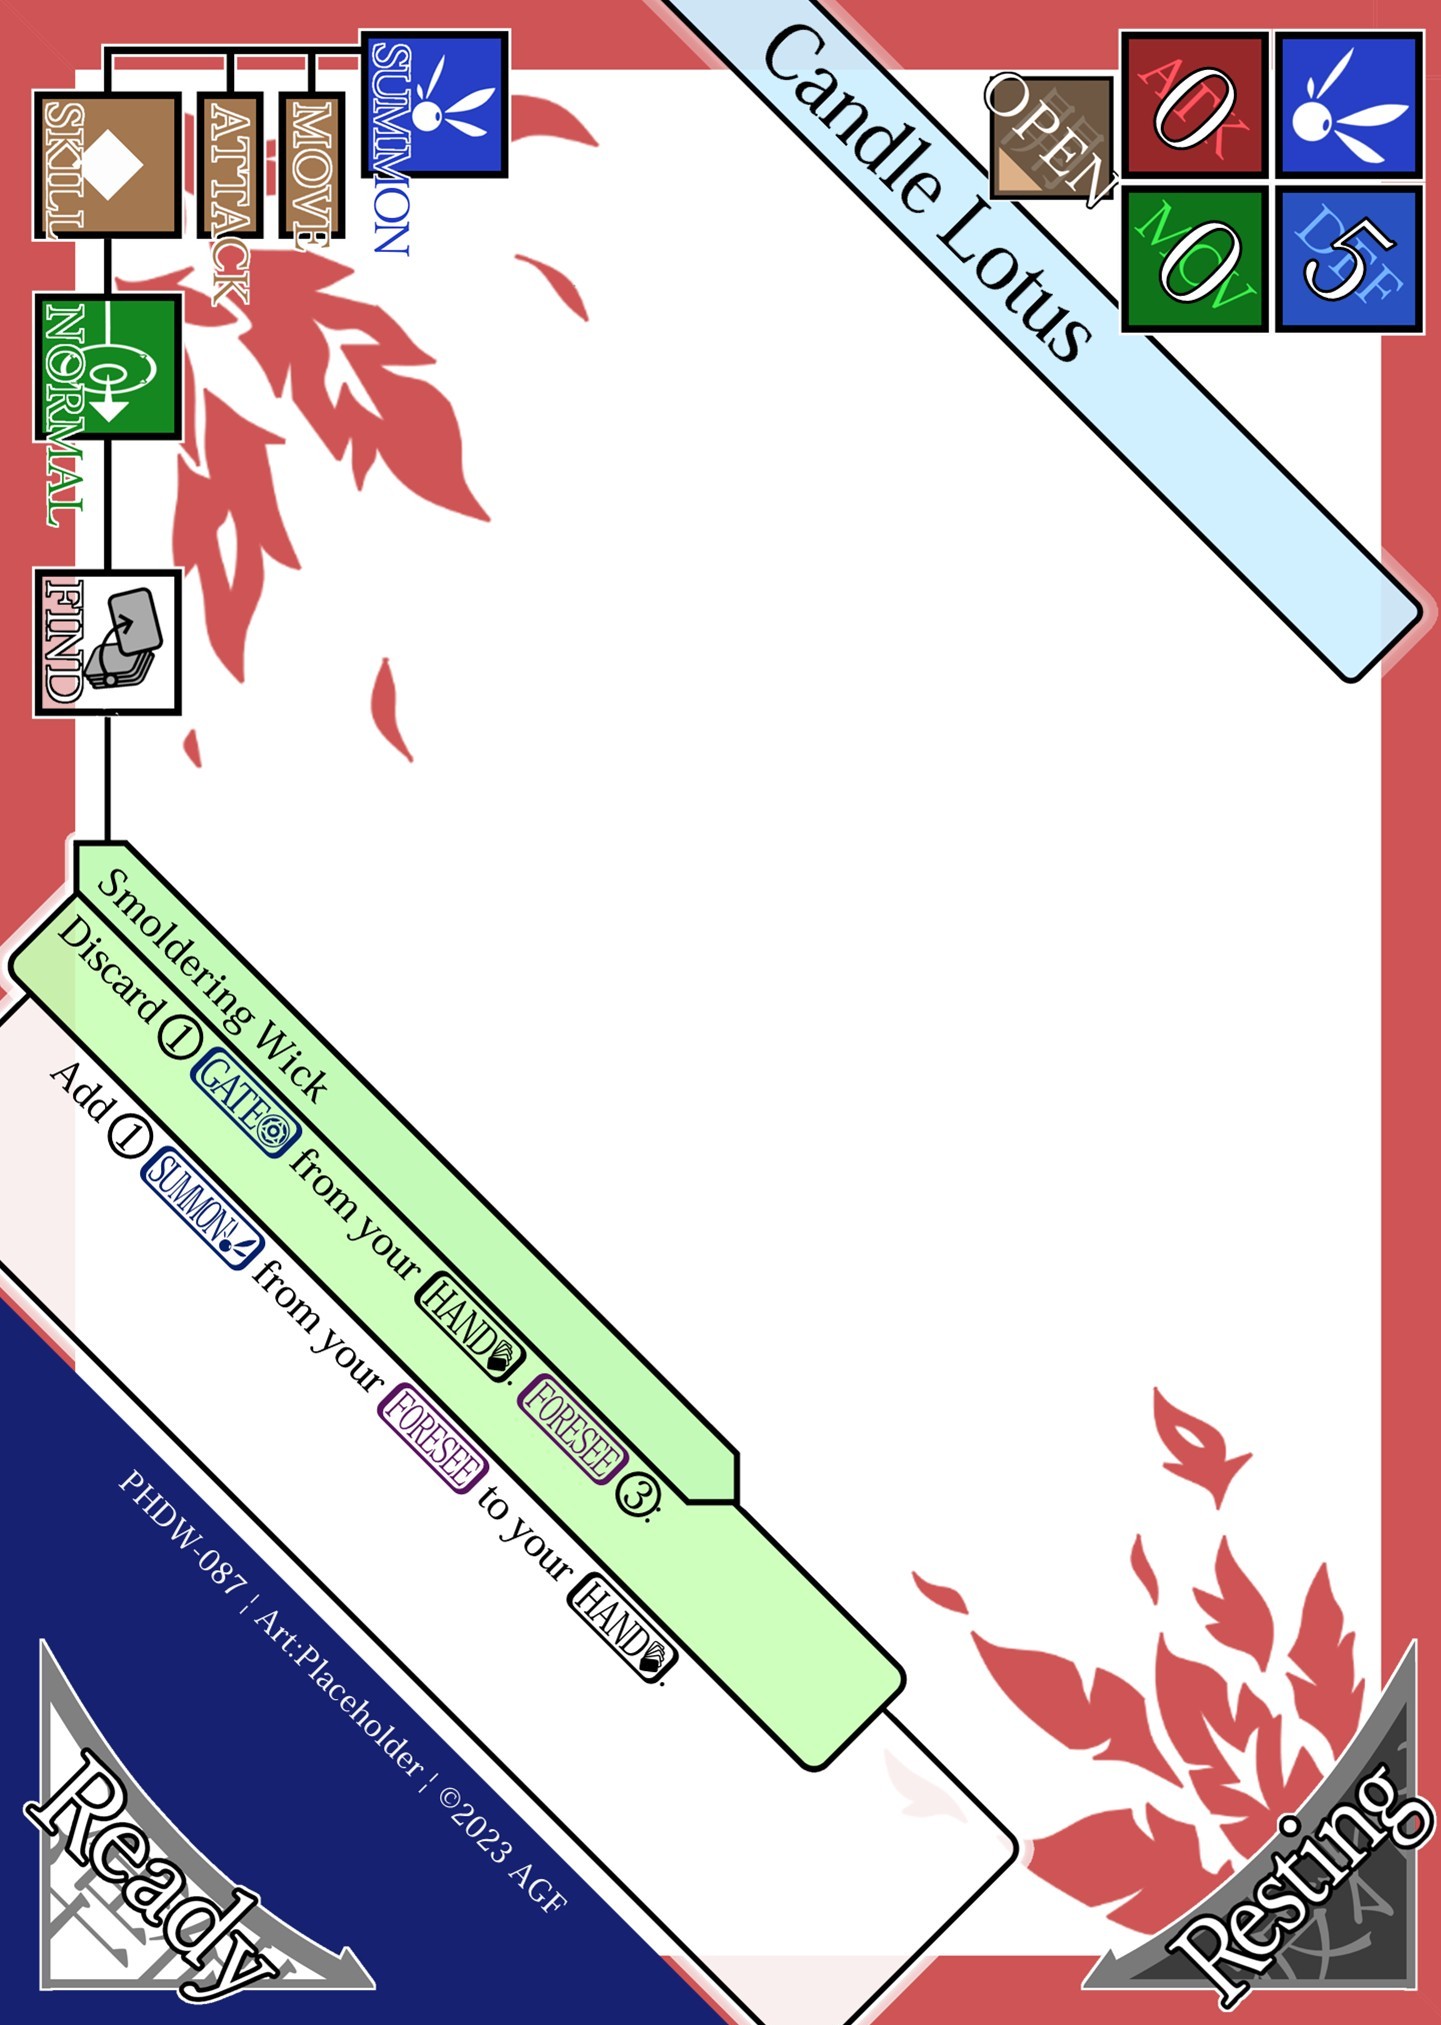 Candle Lotus
OPEN
ATK 0
MOV 0
DEF 5
SUMMON
MOVE
ATTACK
SKILL
NORMAL
FIND
Smoldering Wick
Discard ① GATE from your HAND. FORESEE ③:
Add ① SUMMON from your FORESEE to your HAND.
PHDW-087 ¦ Art:Placeholder ¦ ©2023 AGF
Ready
Resting